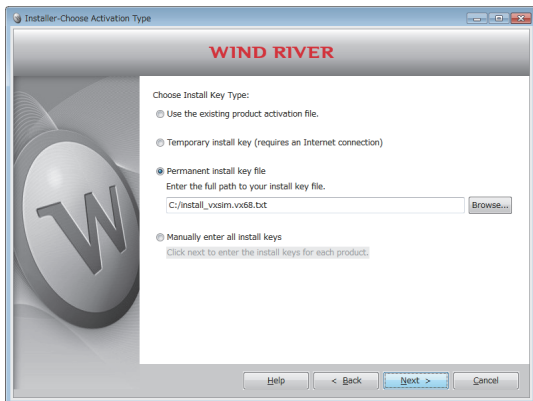 Installer-Choose Activation Type
WIND RIVER
Choose Install Key Type:
Use the existing product activation file.
Temporary install key (requires an Internet connection)
Permanent install key file
Enter the full path to your install key file.
C:/install_vxsim.vx68.txt Browse...
Manually enter all install keys
Click next to enter the install keys for each product.
W
Help < Back Next > Cancel